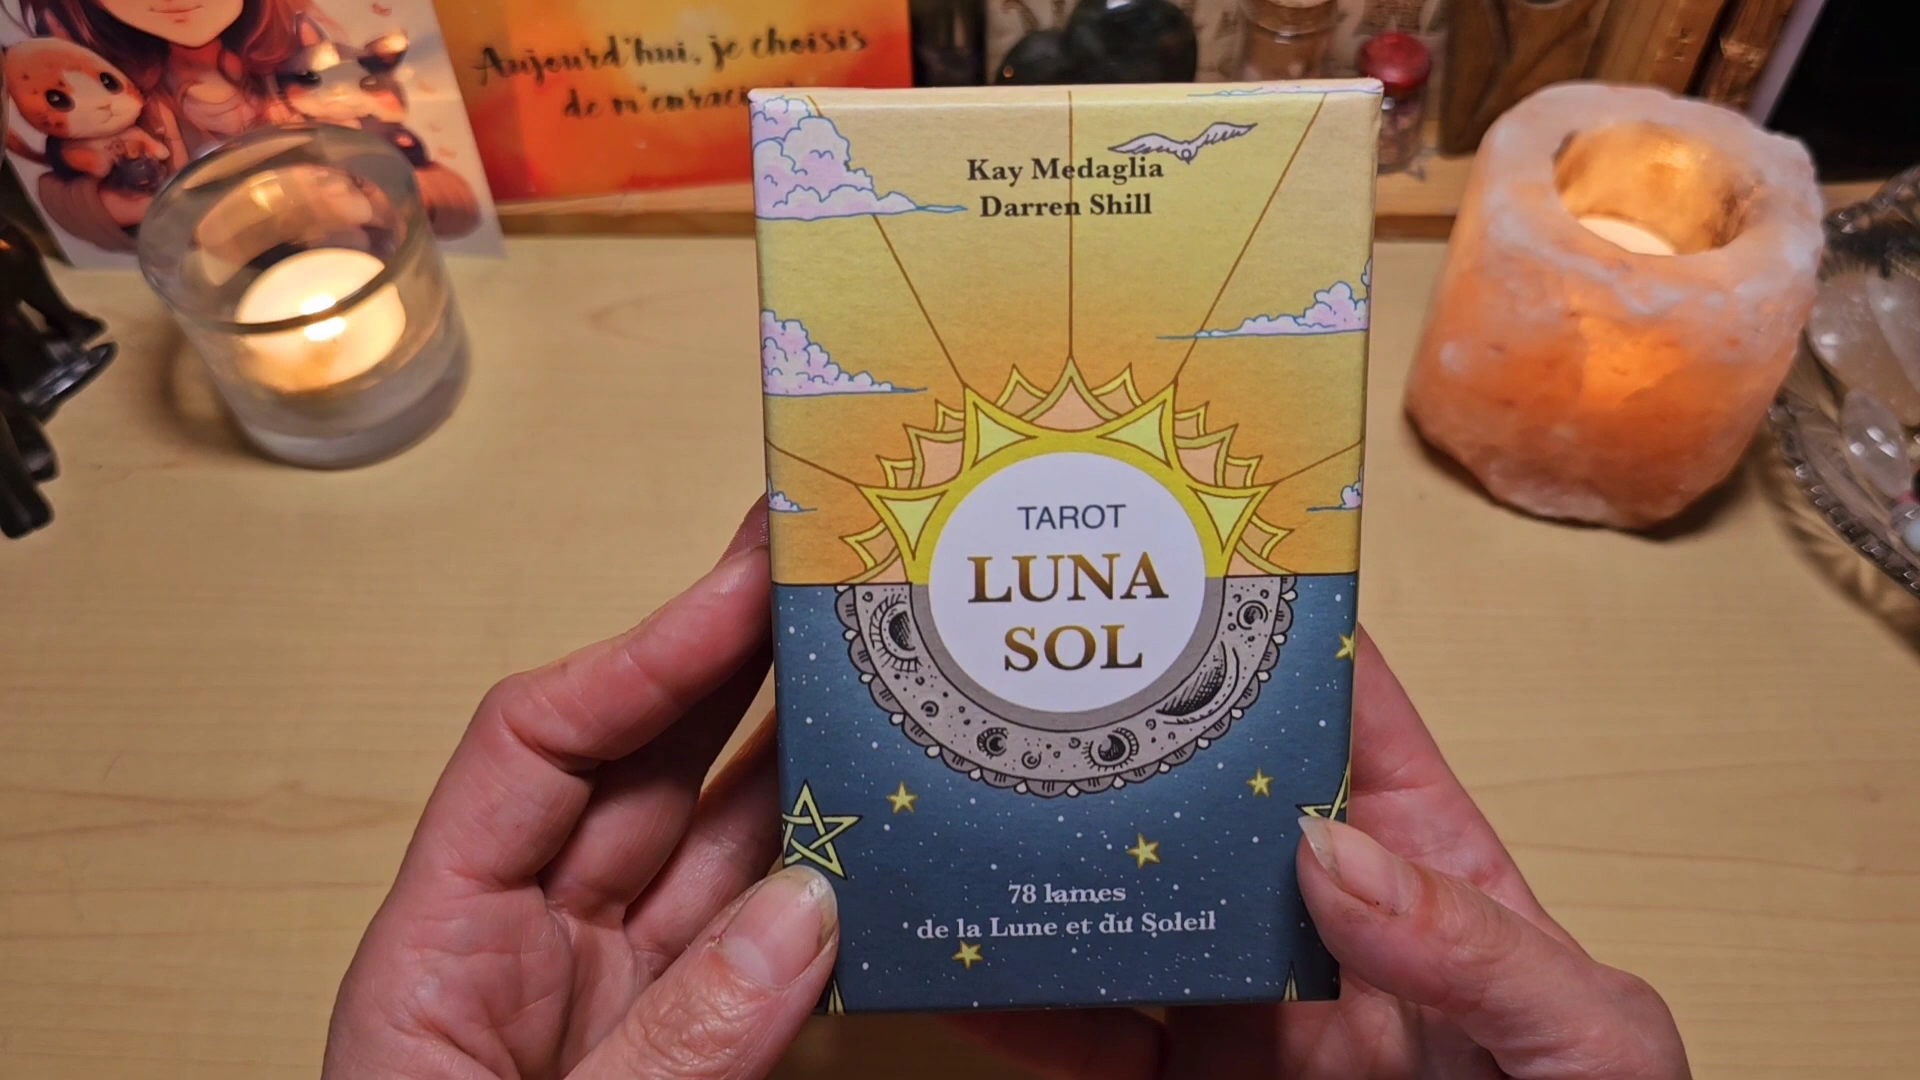 Aujourd'hui, je choisis
de m'enraci
Kay Medaglia
Darren Shill
TAROT
LUNA
SOL
78 lames
de la Lune et du Soleil